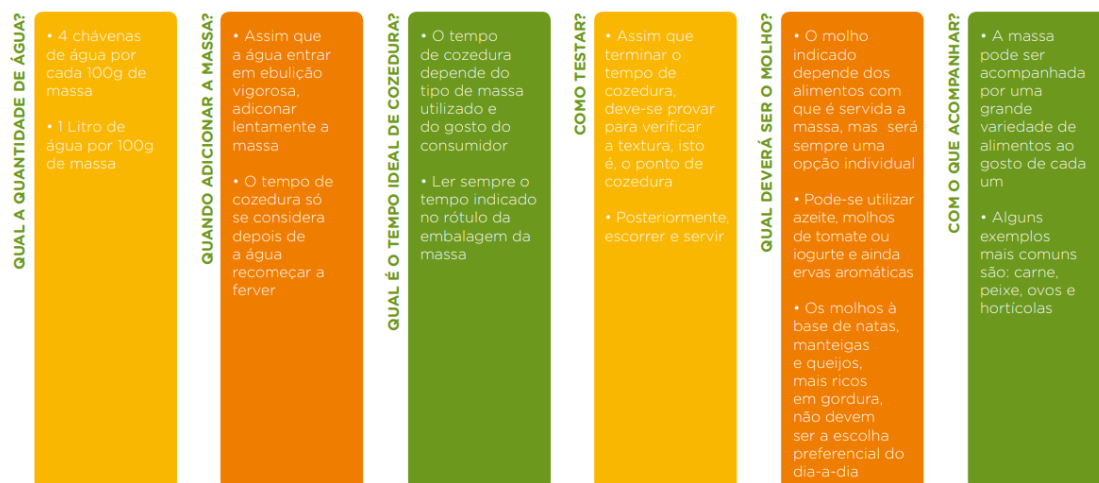 QUAL A QUANTIDADE DE ÁGUA?
• 4 chávenas
de água por
cada 100g de
massa
• 1 Litro de
água por 100g
de massa
QUANDO ADICIONAR A MASSA?
• Assim que
a água entrar
em ebulição
vigorosa,
adiconar
lentamente a
massa
• O tempo de
cozedura só
se considera
depois de
a água
recomeçar a
ferver
QUAL É O TEMPO IDEAL DE COZEDURA?
• O tempo
de cozedura
depende do
tipo de massa
utilizado e
do gosto do
consumidor
• Ler sempre o
tempo indicado
no rótulo da
embalagem da
massa
COMO TESTAR?
• Assim que
terminar o
tempo de
cozedura,
deve-se provar
para verificar
a textura, isto
é, o ponto de
cozedura
• Posteriormente,
escorrer e servir
QUAL DEVERÁ SER O MOLHO?
• O molho
indicado
depende dos
alimentos com
que é servida a
massa, mas será
sempre uma
opção individual
• Pode-se utilizar
azeite, molhos
de tomate ou
iogurte e ainda
ervas aromáticas
• Os molhos à
base de natas,
manteigas
e queijos,
mais ricos
em gordura,
não devem
ser a escolha
preferencial do
dia-a-dia
COM O QUE ACOMPANHAR?
• A massa
pode ser
acompanhada
por uma
grande
variedade de
alimentos ao
gosto de cada
um
• Alguns
exemplos
mais comuns
são: carne,
peixe, ovos e
hortícolas